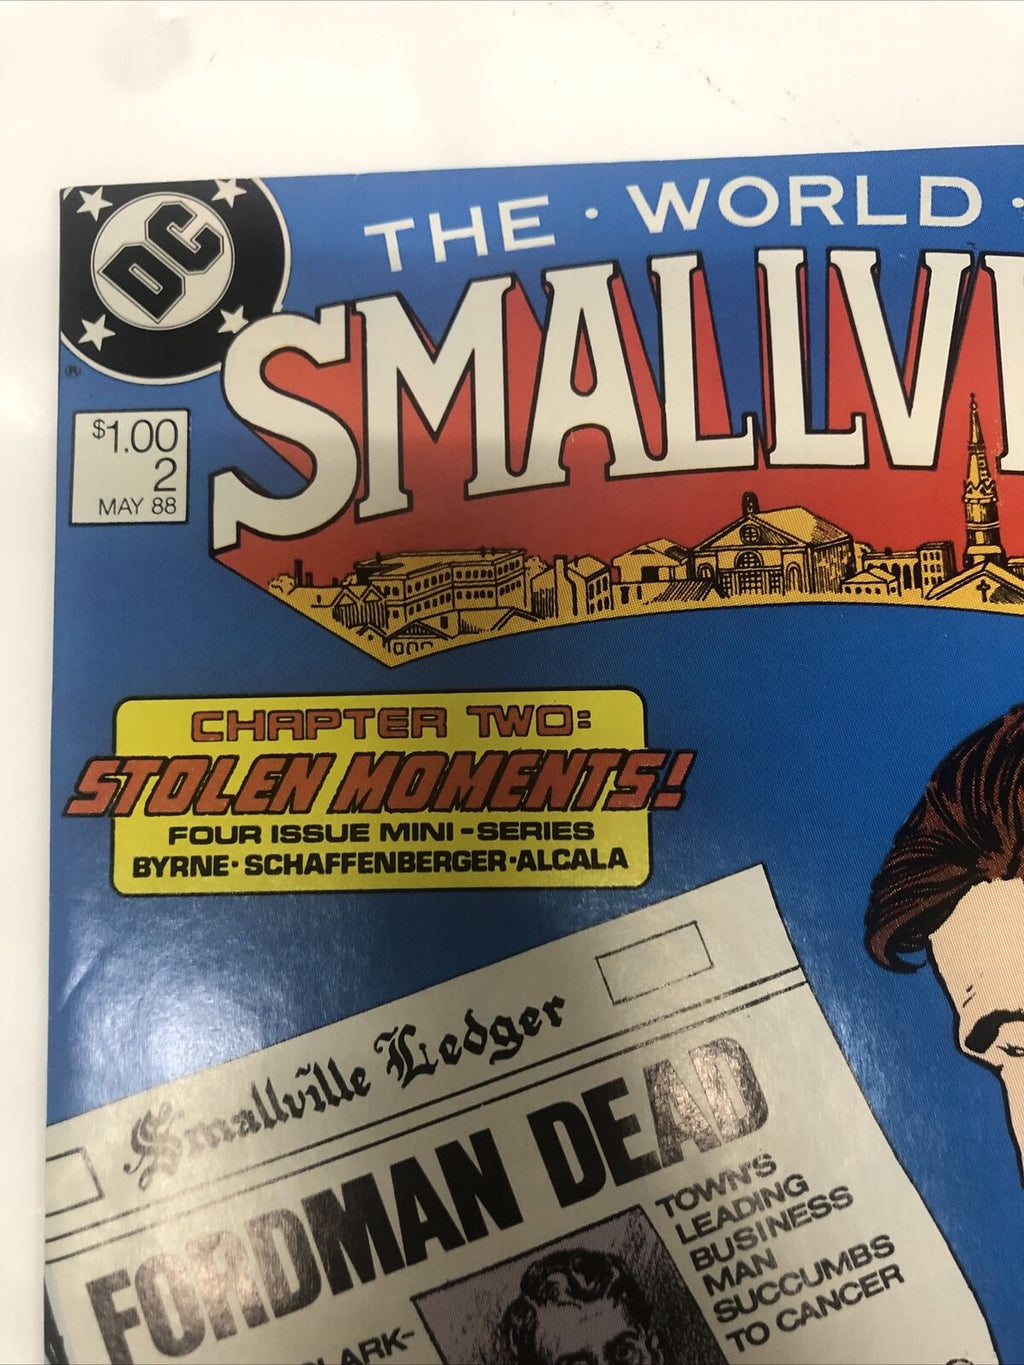 DC
THE · WORLD ·
SMALLV
®
$1.00
2
MAY 88
CHAPTER TWO:
STOLEN MOMENTS!
FOUR ISSUE MINI-SERIES
BYRNE · SCHAFFENBERGER · ALCALA
Smallville Ledger
FORDMAN DEAD
TOWN'S
LEADING
BUSINESS
MAN
SUCCUMBS
TO CANCER
LARK-